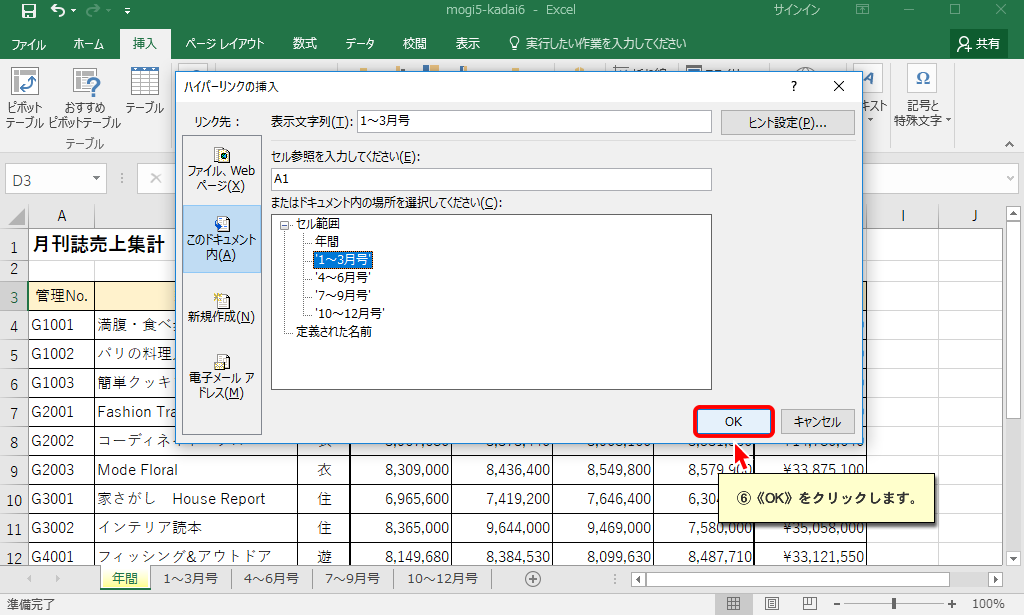 mogi5-kadai6 - Excel
サインイン
ファイル
ホーム
挿入
ページ レイアウト
数式
データ
校閲
表示
実行したい作業を入力してください
共有
ピボット
テーブル
おすすめ
ピボットテーブル
テーブル
テーブル
記号と
特殊文字
ハイパーリンクの挿入
?
リンク先：
表示文字列(T):
1～3月号
ヒント設定(P)...
ファイル、Web
ページ(X)
このドキュメント
内(A)
新規作成(N)
電子メール ア
ドレス(M)
セル参照を入力してください(E):
A1
またはドキュメント内の場所を選択してください(C):
セル範囲
年間
'1～3月号'
'4～6月号'
'7～9月号'
'10～12月号'
定義された名前
OK
キャンセル
⑥《OK》をクリックします。
D3
A
I
J
1 月刊誌売上集計
2
3 管理No.
4 G1001 満腹・食べ
5 G1002 パリの料理
6 G1003 簡単クッキ
7 G2001 Fashion Tra
8 G2002 コーディネイ
9 G2003 Mode Floral 衣 8,309,000 8,436,400 8,549,800 8,579,900 ¥33,875,100
10 G3001 家さがし House Report 住 6,965,600 7,419,200 7,646,400 6,304
11 G3002 インテリア読本 住 8,365,000 9,644,000 9,469,000 7,580,000 ¥35,058,000
12 G4001 フィッシング&アウトドア 遊 8,149,680 8,384,530 8,099,630 8,487,710 ¥33,121,550
年間
1～3月号
4～6月号
7～9月号
10～12月号
準備完了
100%